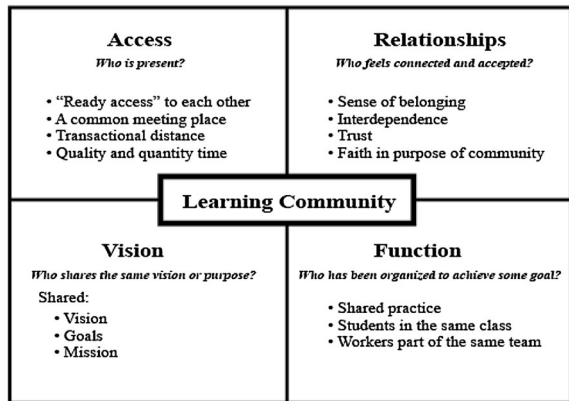 Access
Who is present?
• “Ready access” to each other
• A common meeting place
• Transactional distance
• Quality and quantity time
Relationships
Who feels connected and accepted?
• Sense of belonging
• Interdependence
• Trust
• Faith in purpose of community
Learning Community
Vision
Who shares the same vision or purpose?
Shared:
• Vision
• Goals
• Mission
Function
Who has been organized to achieve some goal?
• Shared practice
• Students in the same class
• Workers part of the same team